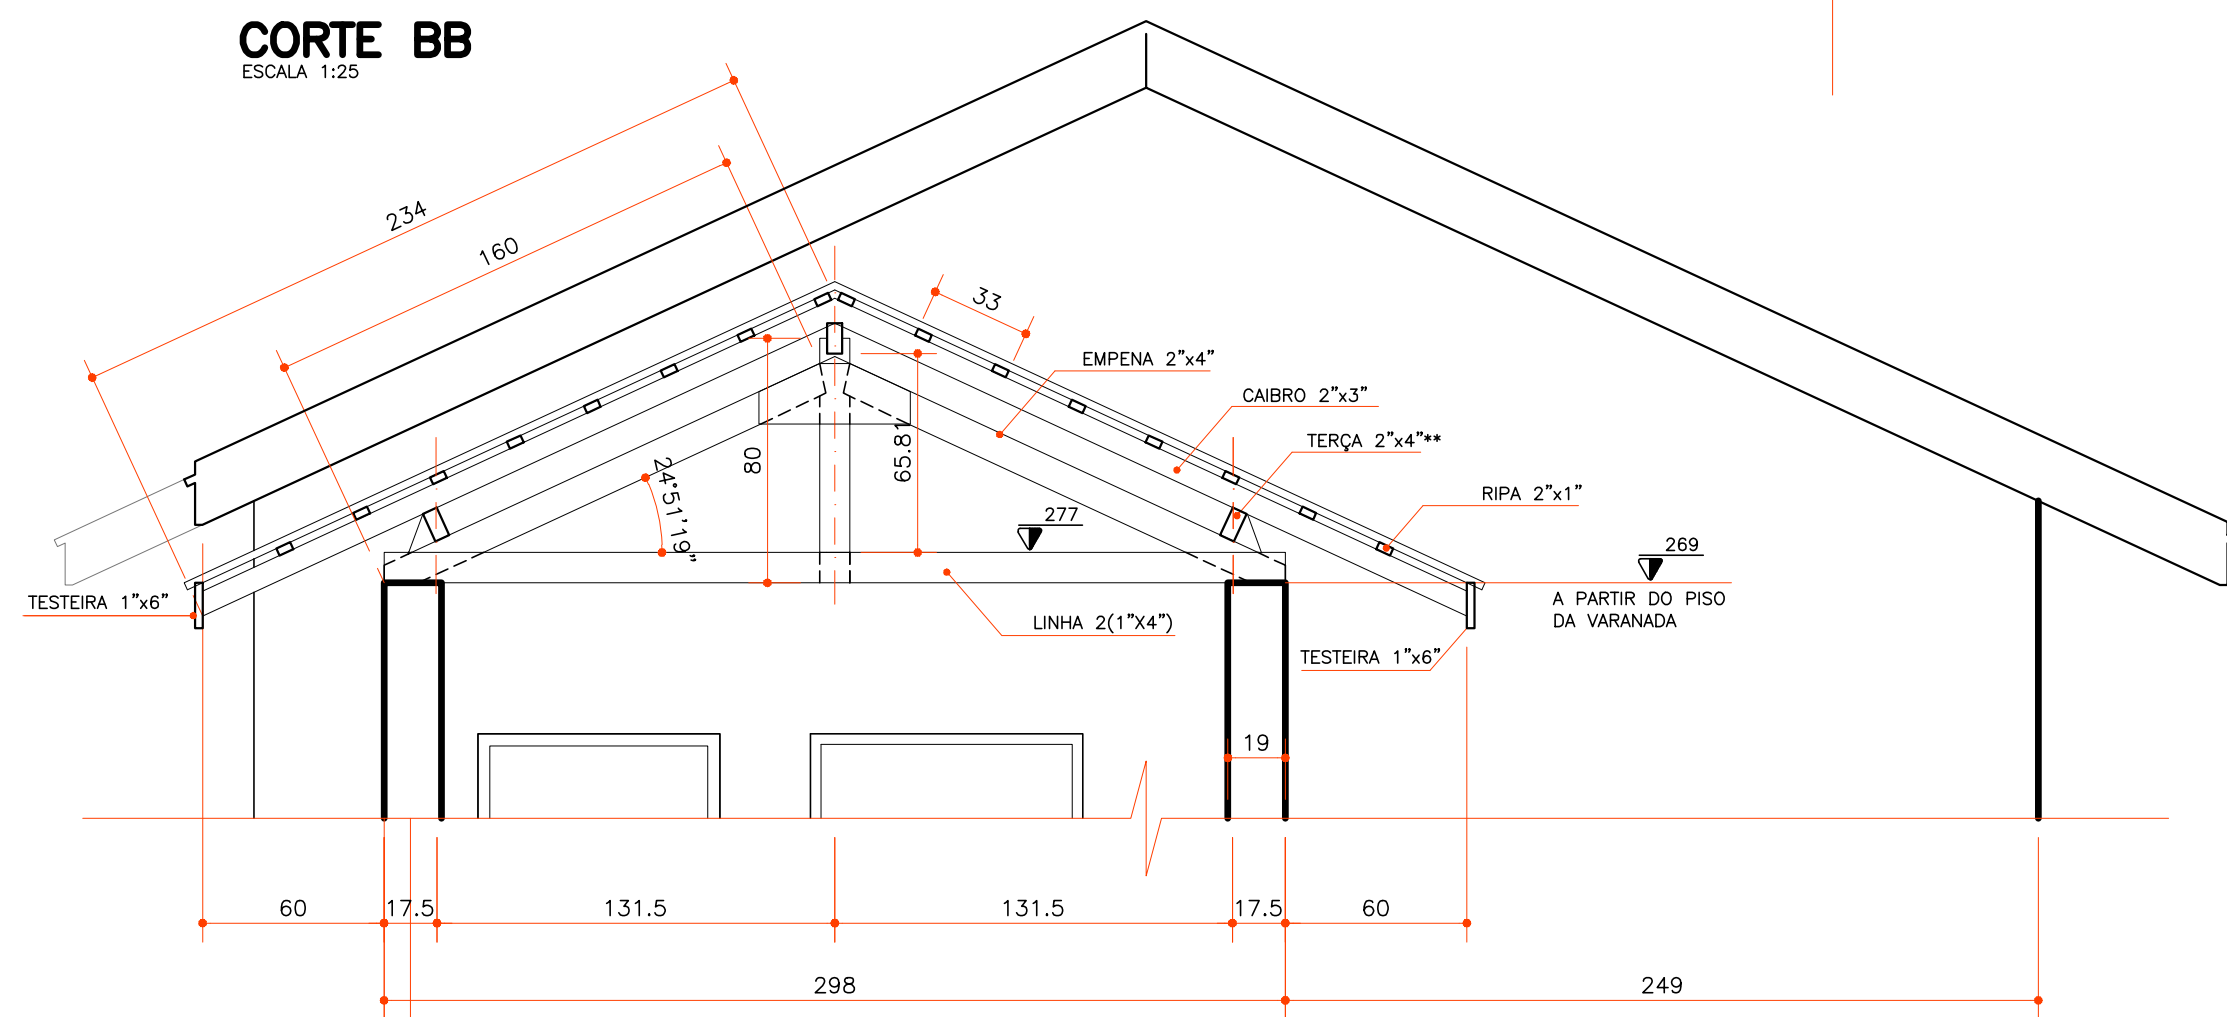 CORTE BB
ESCALA 1:25
234
160
33
EMPENA 2"x4"
CAIBRO 2"x3"
TERÇA 2"x4"**
RIPA 2"x1"
80
65.81
24°51'19"
277
269
A PARTIR DO PISO
DA VARANADA
TESTEIRA 1"x6"
LINHA 2(1"X4")
TESTEIRA 1"x6"
19
60
17.5
131.5
131.5
17.5
60
298
249